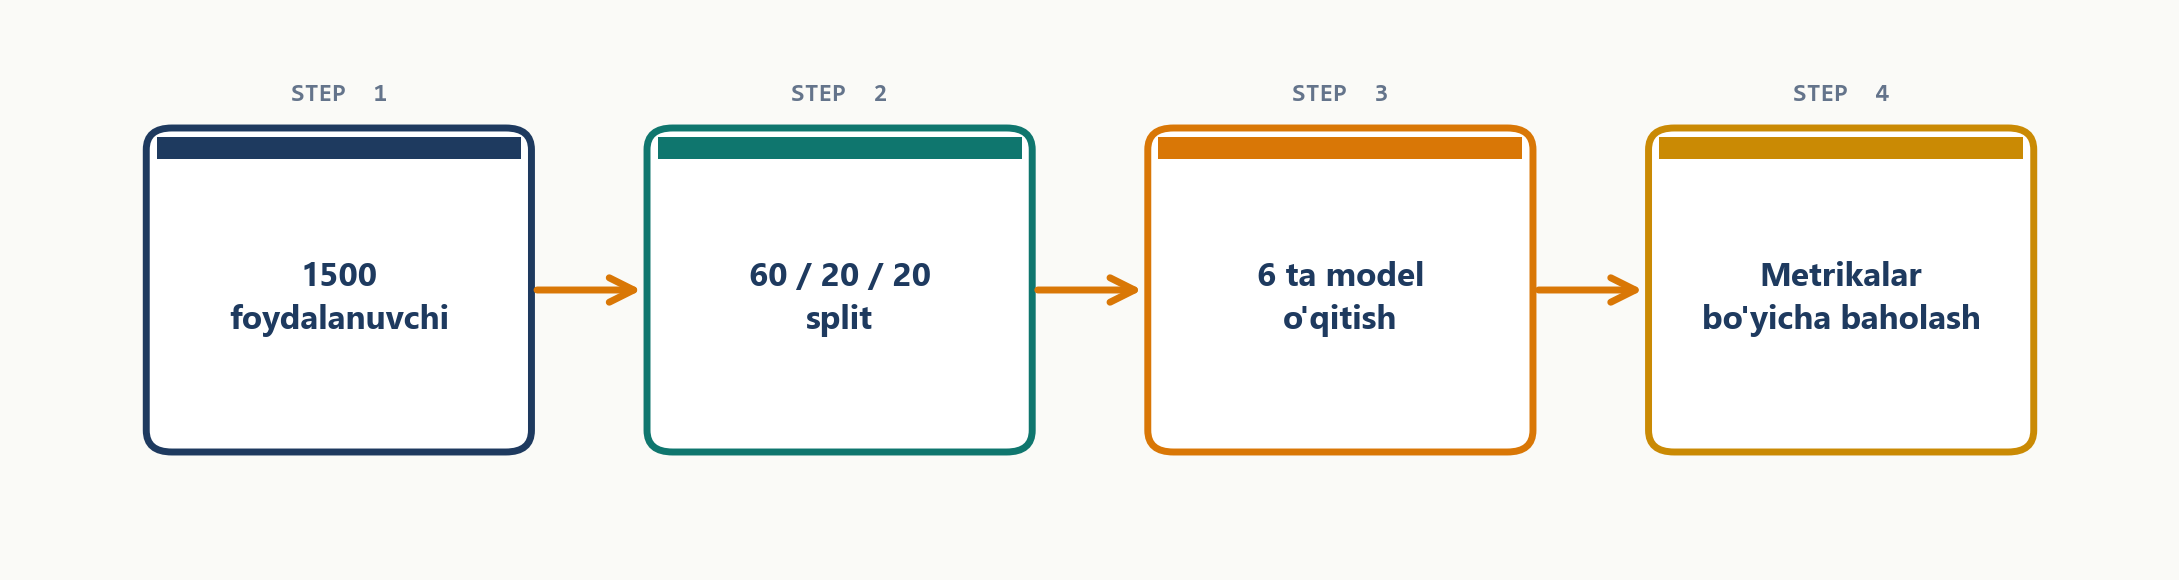 STEP 1
1500
foydalanuvchi
STEP 2
60 / 20 / 20
split
STEP 3
6 ta model
o'qitish
STEP 4
Metrikalar
bo'yicha baholash